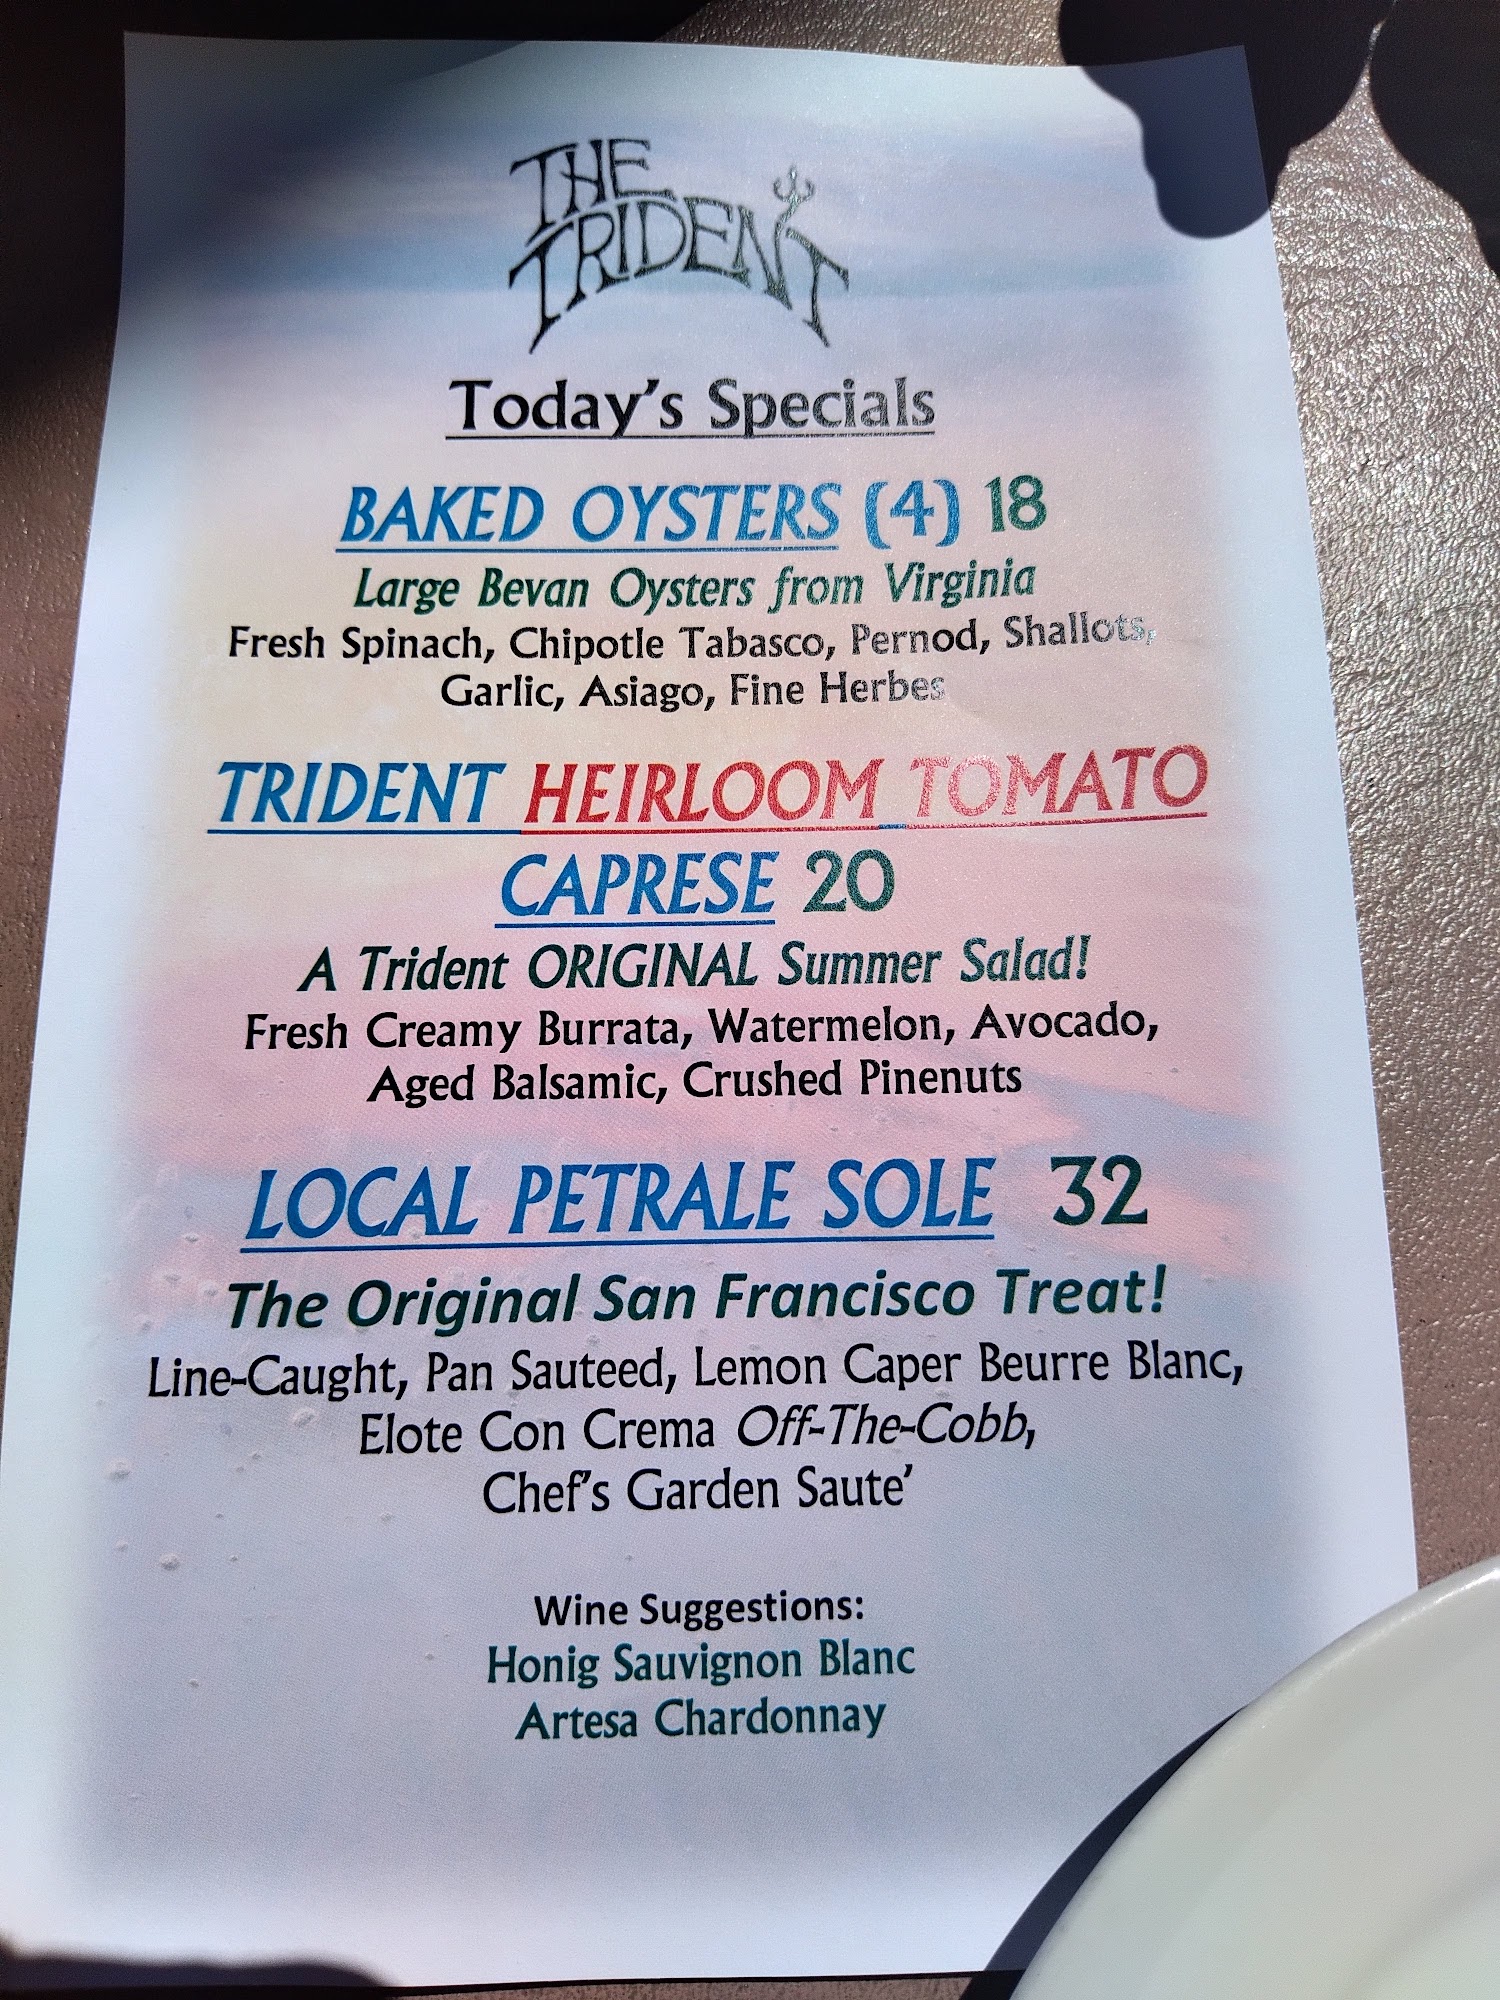 THE
TRIDENT
Today's Specials
BAKED OYSTERS (4) 18
Large Bevan Oysters from Virginia
Fresh Spinach, Chipotle Tabasco, Pernod, Shallots,
Garlic, Asiago, Fine Herbes
TRIDENT HEIRLOOM TOMATO
CAPRESE 20
A Trident ORIGINAL Summer Salad!
Fresh Creamy Burrata, Watermelon, Avocado,
Aged Balsamic, Crushed Pinenuts
LOCAL PETRALE SOLE 32
The Original San Francisco Treat!
Line-Caught, Pan Sauteed, Lemon Caper Beurre Blanc,
Elote Con Crema Off-The-Cobb,
Chef's Garden Saute'
Wine Suggestions:
Honig Sauvignon Blanc
Artesa Chardonnay